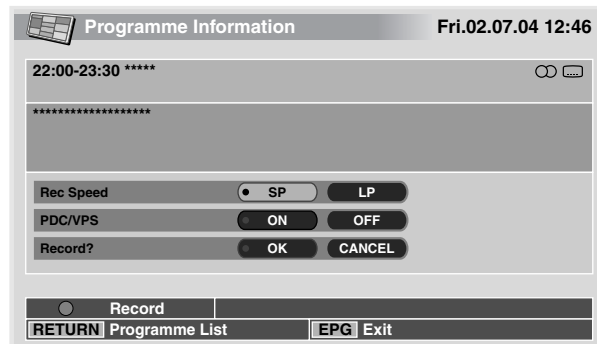 Programme Information Fri.02.07.04 12:46
22:00-23:30 *****
*******************
Rec Speed SP LP
PDC/VPS ON OFF
Record? OK CANCEL
Record
RETURN Programme List EPG Exit